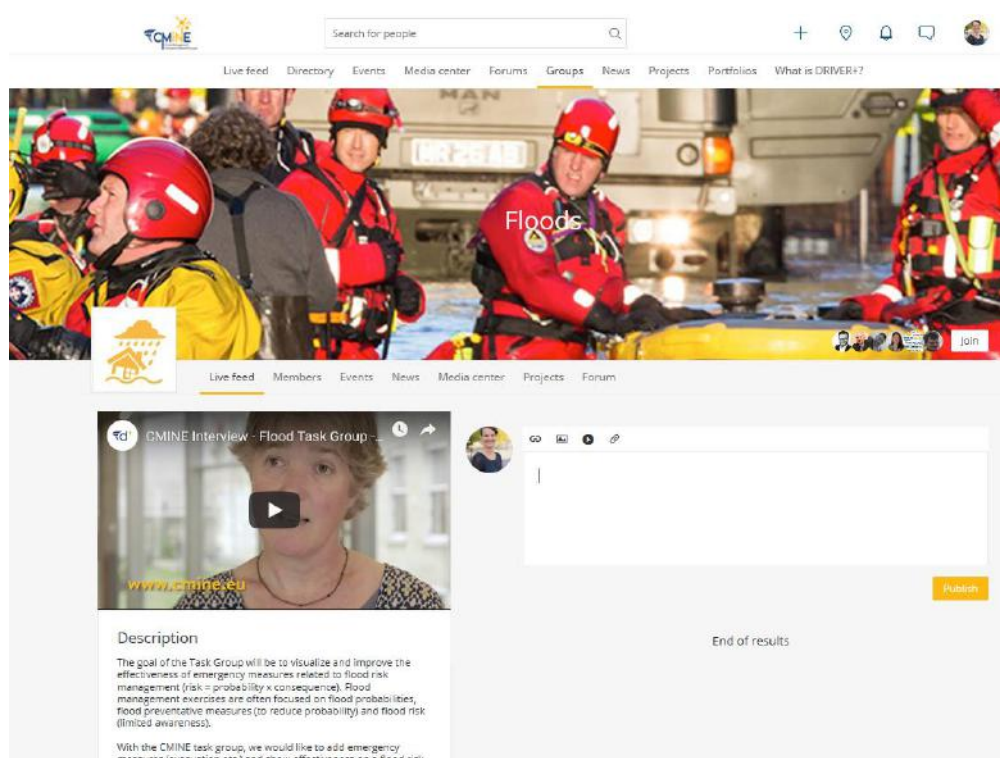 CMINE
Search for people
Live feed Directory Events Media center Forums Groups News Projects Portfolios What is DRIVER+?
MAN
Floods
Join
Live feed Members Events News Media center Projects Forum
CMINE Interview - Flood Task Group -...
www.cmine.eu
Publish
End of results
Description
The goal of the Task Group will be to visualize and improve the
effectiveness of emergency measures related to flood risk
management (risk = probability x consequence). Flood
management exercises are often focused on flood probabilities,
flood preventative measures (to reduce probability) and flood risk
(limited awareness).
With the CMINE task group, we would like to add emergency